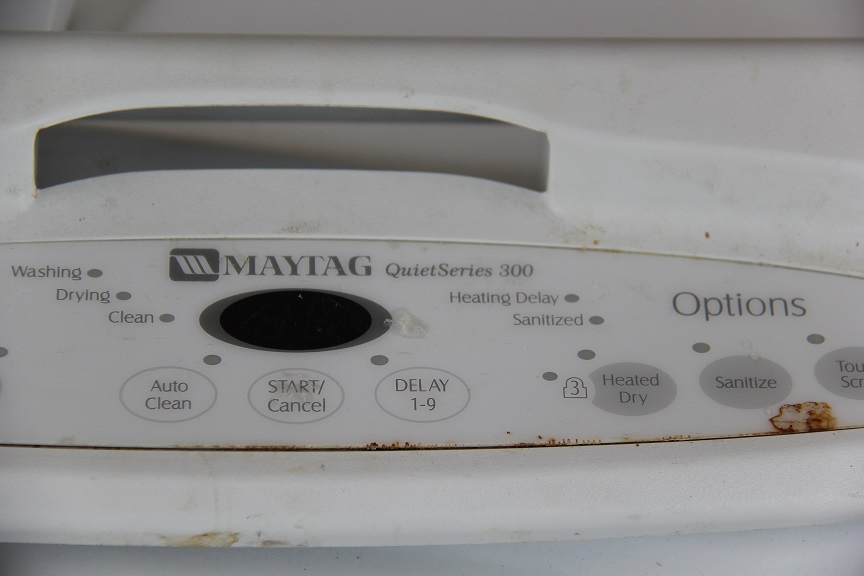 MAYTAG QuietSeries 300
Washing
Drying
Clean
Heating Delay
Sanitized
Options
Auto
Clean
START/
Cancel
DELAY
1-9
3
Heated
Dry
Sanitize